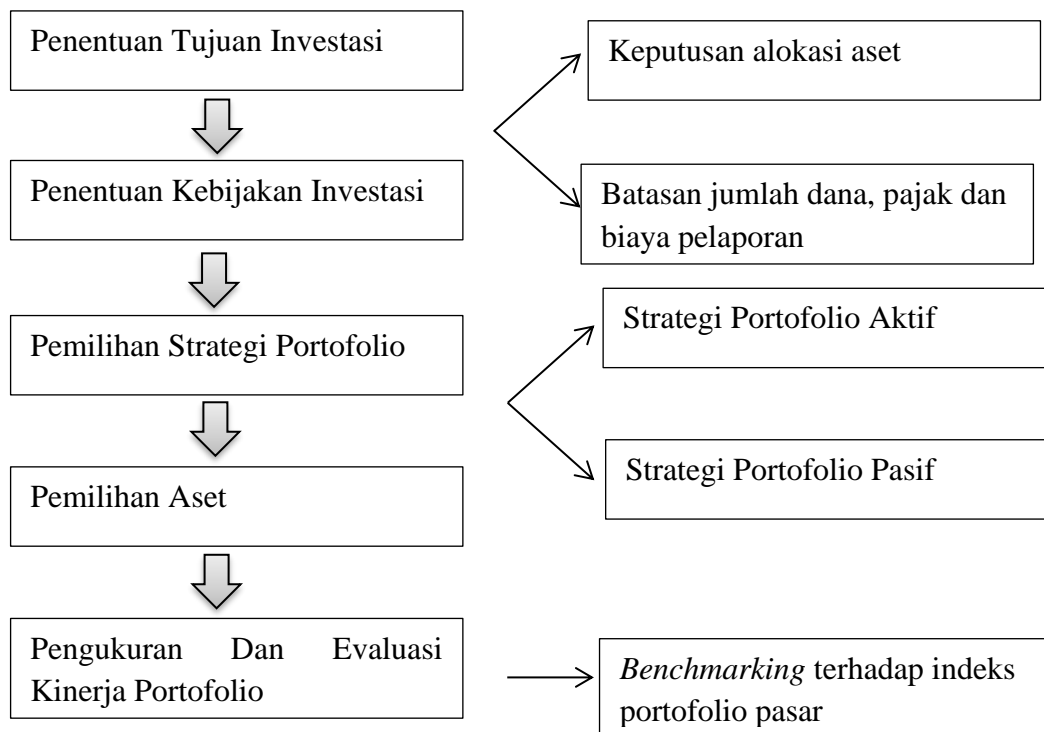 Penentuan Tujuan Investasi
Keputusan alokasi aset
Penentuan Kebijakan Investasi
Batasan jumlah dana, pajak dan
biaya pelaporan
Pemilihan Strategi Portofolio
Strategi Portofolio Aktif
Pemilihan Aset
Strategi Portofolio Pasif
Pengukuran Dan Evaluasi
Kinerja Portofolio
Benchmarking terhadap indeks
portofolio pasar